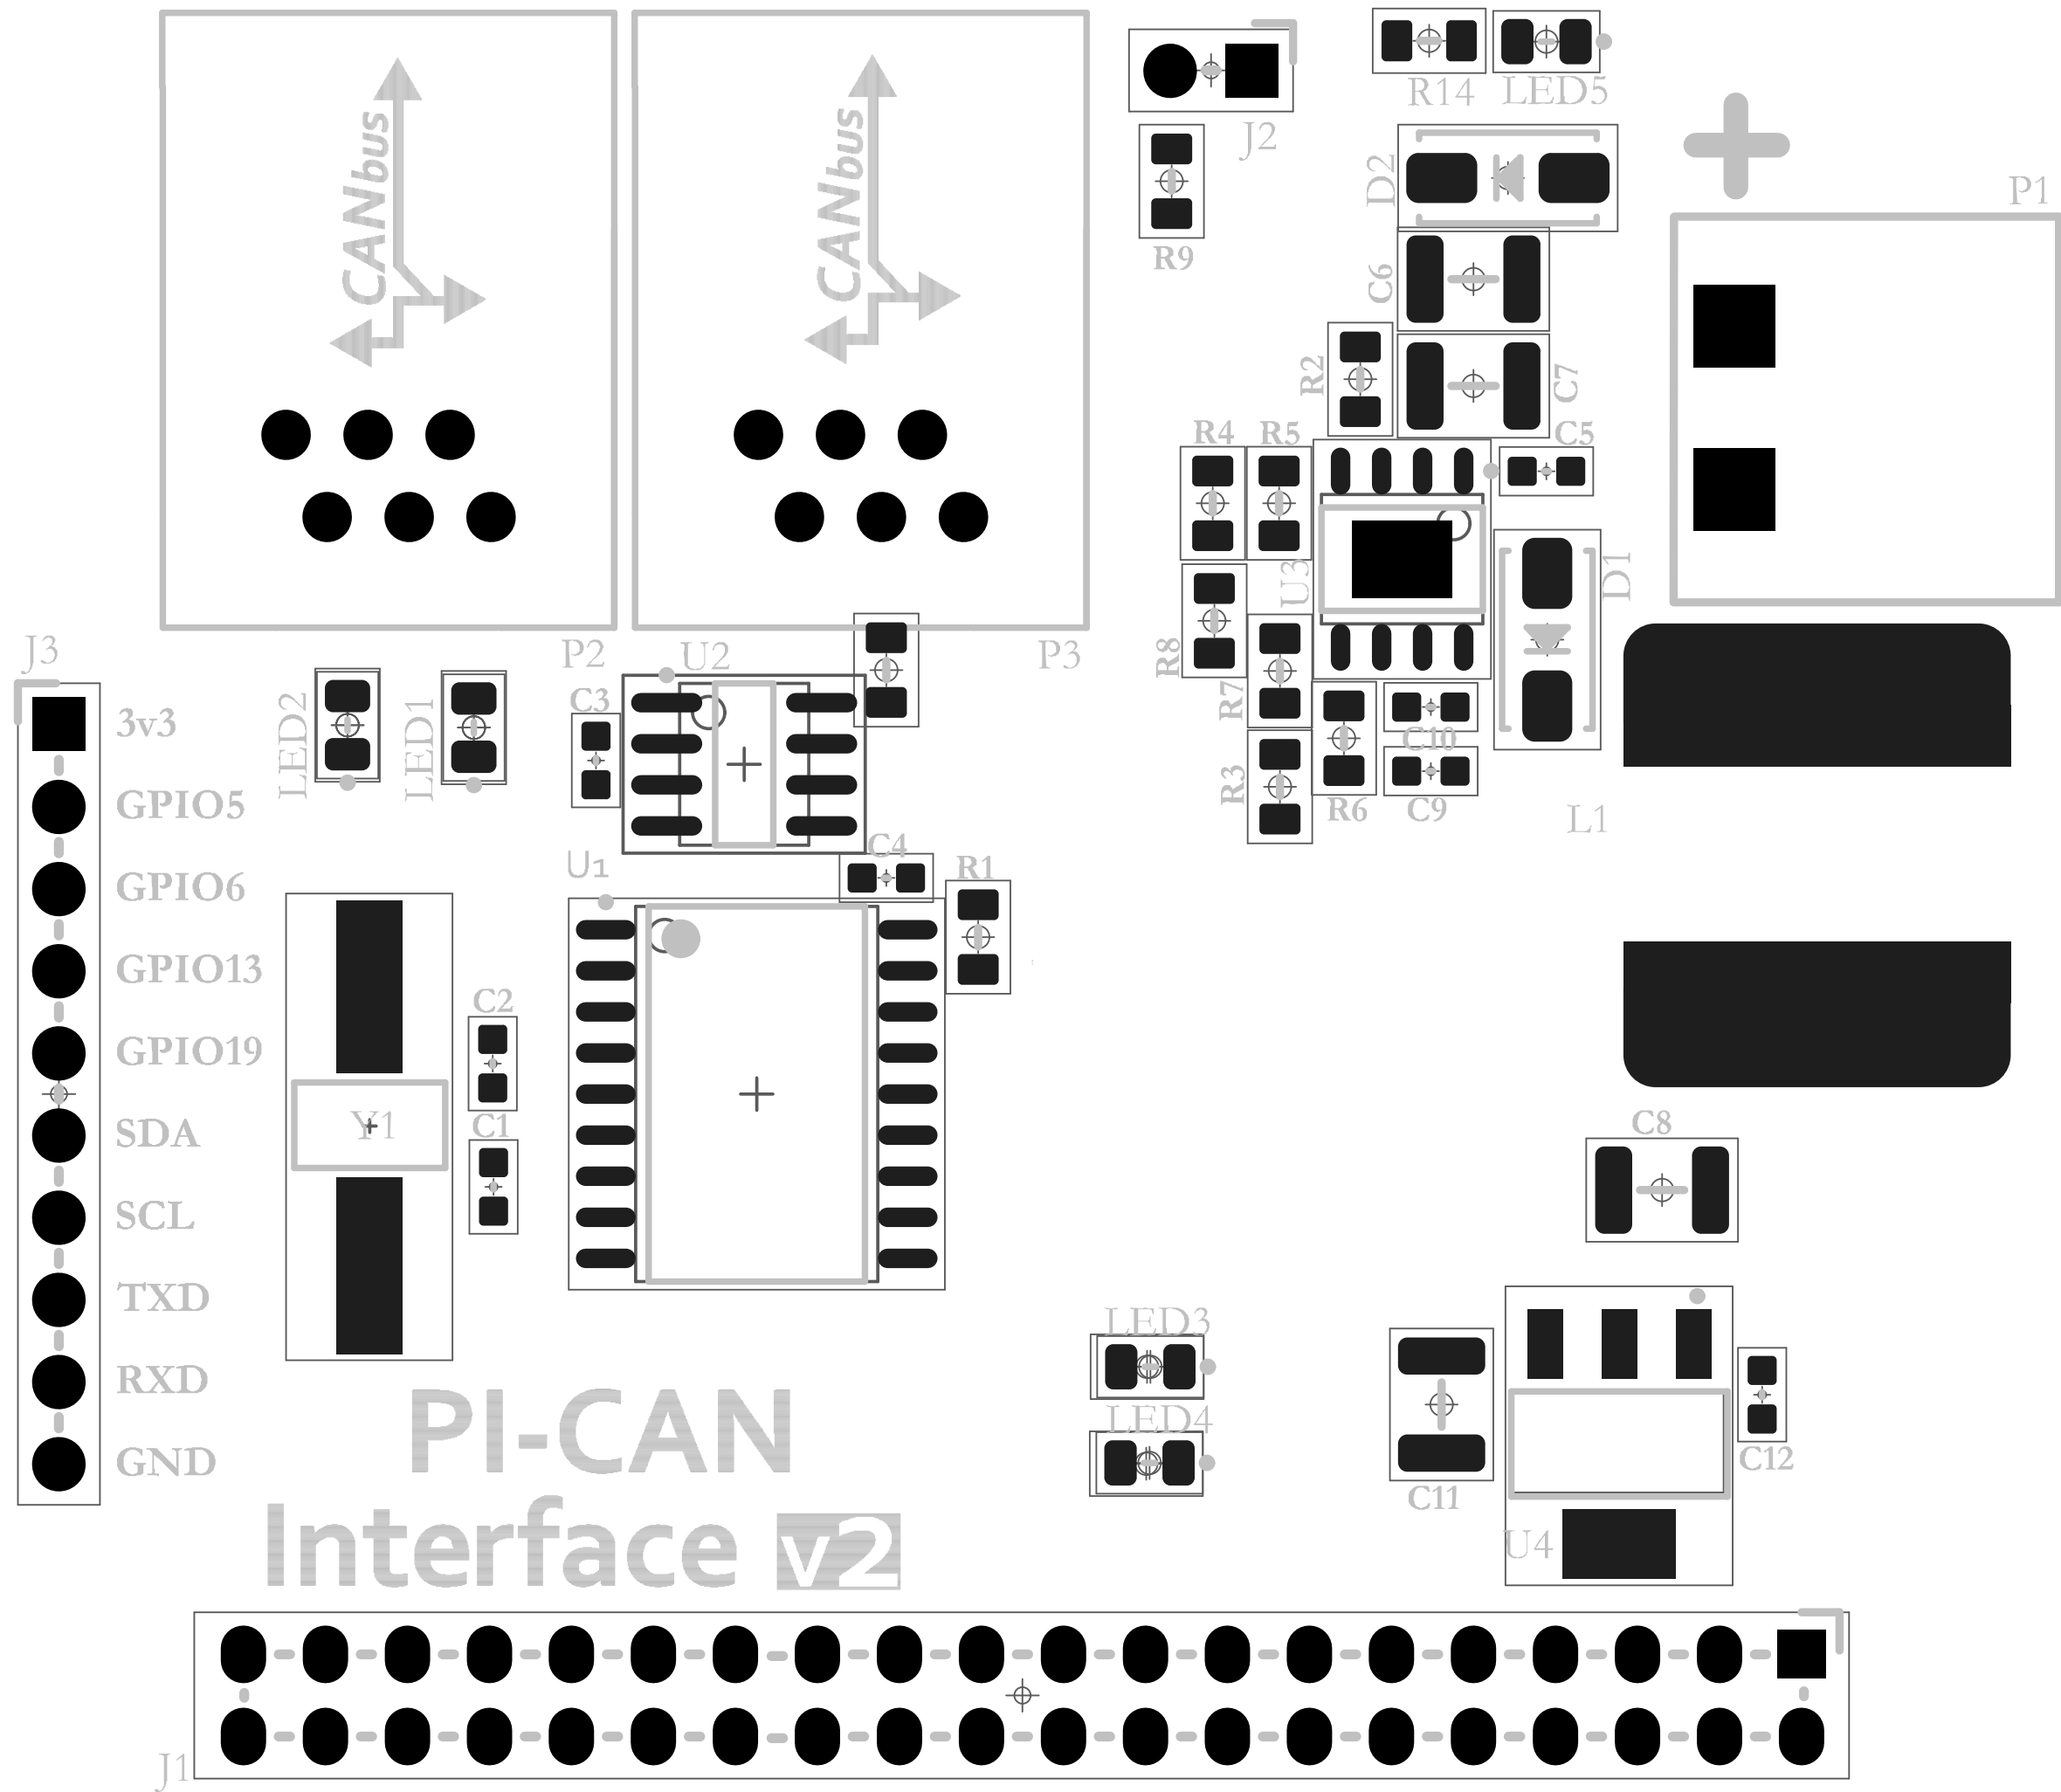 CANbus
CANbus
J2
R14
LED5
D2
P1
R9
C6
R2
C7
R4
R5
C5
U3
D1
R8
R7
J3
P2
U2
P3
C3
LED2
LED1
3v3
GPIO5
GPIO6
GPIO13
GPIO19
SDA
SCL
TXD
RXD
GND
C10
R3
R6
C9
L1
U1
C4
R1
C2
C1
Y1
C8
LED3
LED4
C11
C12
U4
PI-CAN
Interface v2
J1